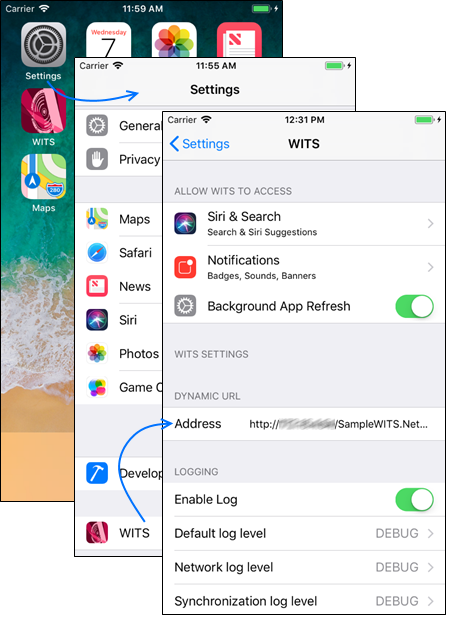 Carrier 11:59 AM
Wednesday
7
Settings
WITS
280
Maps
Carrier 11:55 AM
Settings
General
Privacy
Maps
Safari
News
Siri
Photos
Game C
Develop
WITS
Carrier 12:31 PM
Settings WITS
ALLOW WITS TO ACCESS
Siri & Search
Search & Siri Suggestions
Notifications
Badges, Sounds, Banners
Background App Refresh
WITS SETTINGS
DYNAMIC URL
Address http:// /SampleWITS.Net...
LOGGING
Enable Log
Default log level DEBUG
Network log level DEBUG
Synchronization log level DEBUG